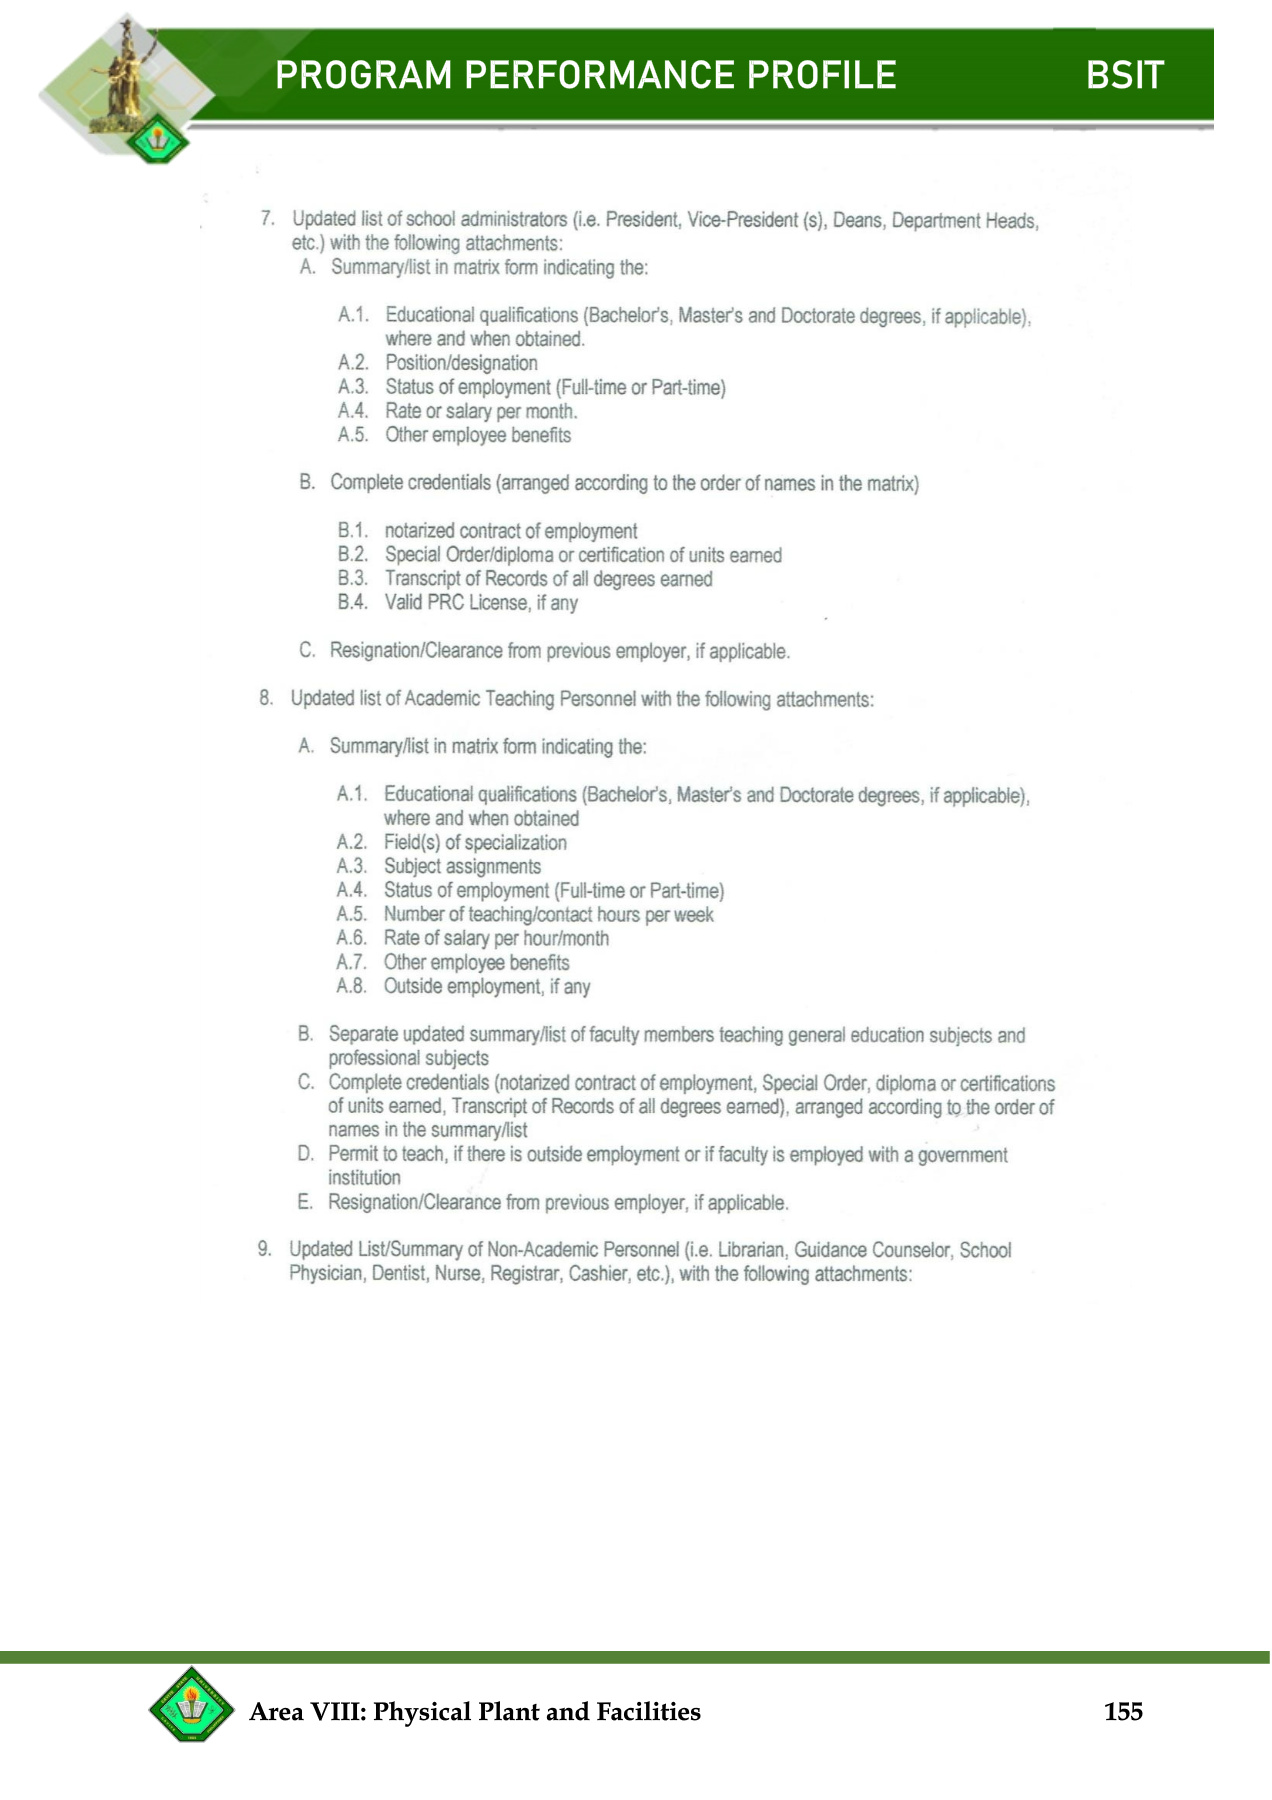 PROGRAM PERFORMANCE PROFILE BSIT
7. Updated list of school administrators (i.e. President, Vice-President (s), Deans, Department Heads,
etc.) with the following attachments:
A. Summary/list in matrix form indicating the:
A.1. Educational qualifications (Bachelor's, Master's and Doctorate degrees, if applicable),
where and when obtained.
A.2. Position/designation
A.3. Status of employment (Full-time or Part-time)
A.4. Rate or salary per month.
A.5. Other employee benefits
B. Complete credentials (arranged according to the order of names in the matrix)
B.1. notarized contract of employment
B.2. Special Order/diploma or certification of units earned
B.3. Transcript of Records of all degrees earned
B.4. Valid PRC License, if any
C. Resignation/Clearance from previous employer, if applicable.
8. Updated list of Academic Teaching Personnel with the following attachments:
A. Summary/list in matrix form indicating the:
A.1. Educational qualifications (Bachelor's, Master's and Doctorate degrees, if applicable),
where and when obtained
A.2. Field(s) of specialization
A.3. Subject assignments
A.4. Status of employment (Full-time or Part-time)
A.5. Number of teaching/contact hours per week
A.6. Rate of salary per hour/month
A.7. Other employee benefits
A.8. Outside employment, if any
B. Separate updated summary/list of faculty members teaching general education subjects and
professional subjects
C. Complete credentials (notarized contract of employment, Special Order, diploma or certifications
of units earned, Transcript of Records of all degrees earned), arranged according to the order of
names in the summary/list
D. Permit to teach, if there is outside employment or if faculty is employed with a government
institution
E. Resignation/Clearance from previous employer, if applicable.
9. Updated List/Summary of Non-Academic Personnel (i.e. Librarian, Guidance Counselor, School
Physician, Dentist, Nurse, Registrar, Cashier, etc.), with the following attachments:
Area VIII: Physical Plant and Facilities 155